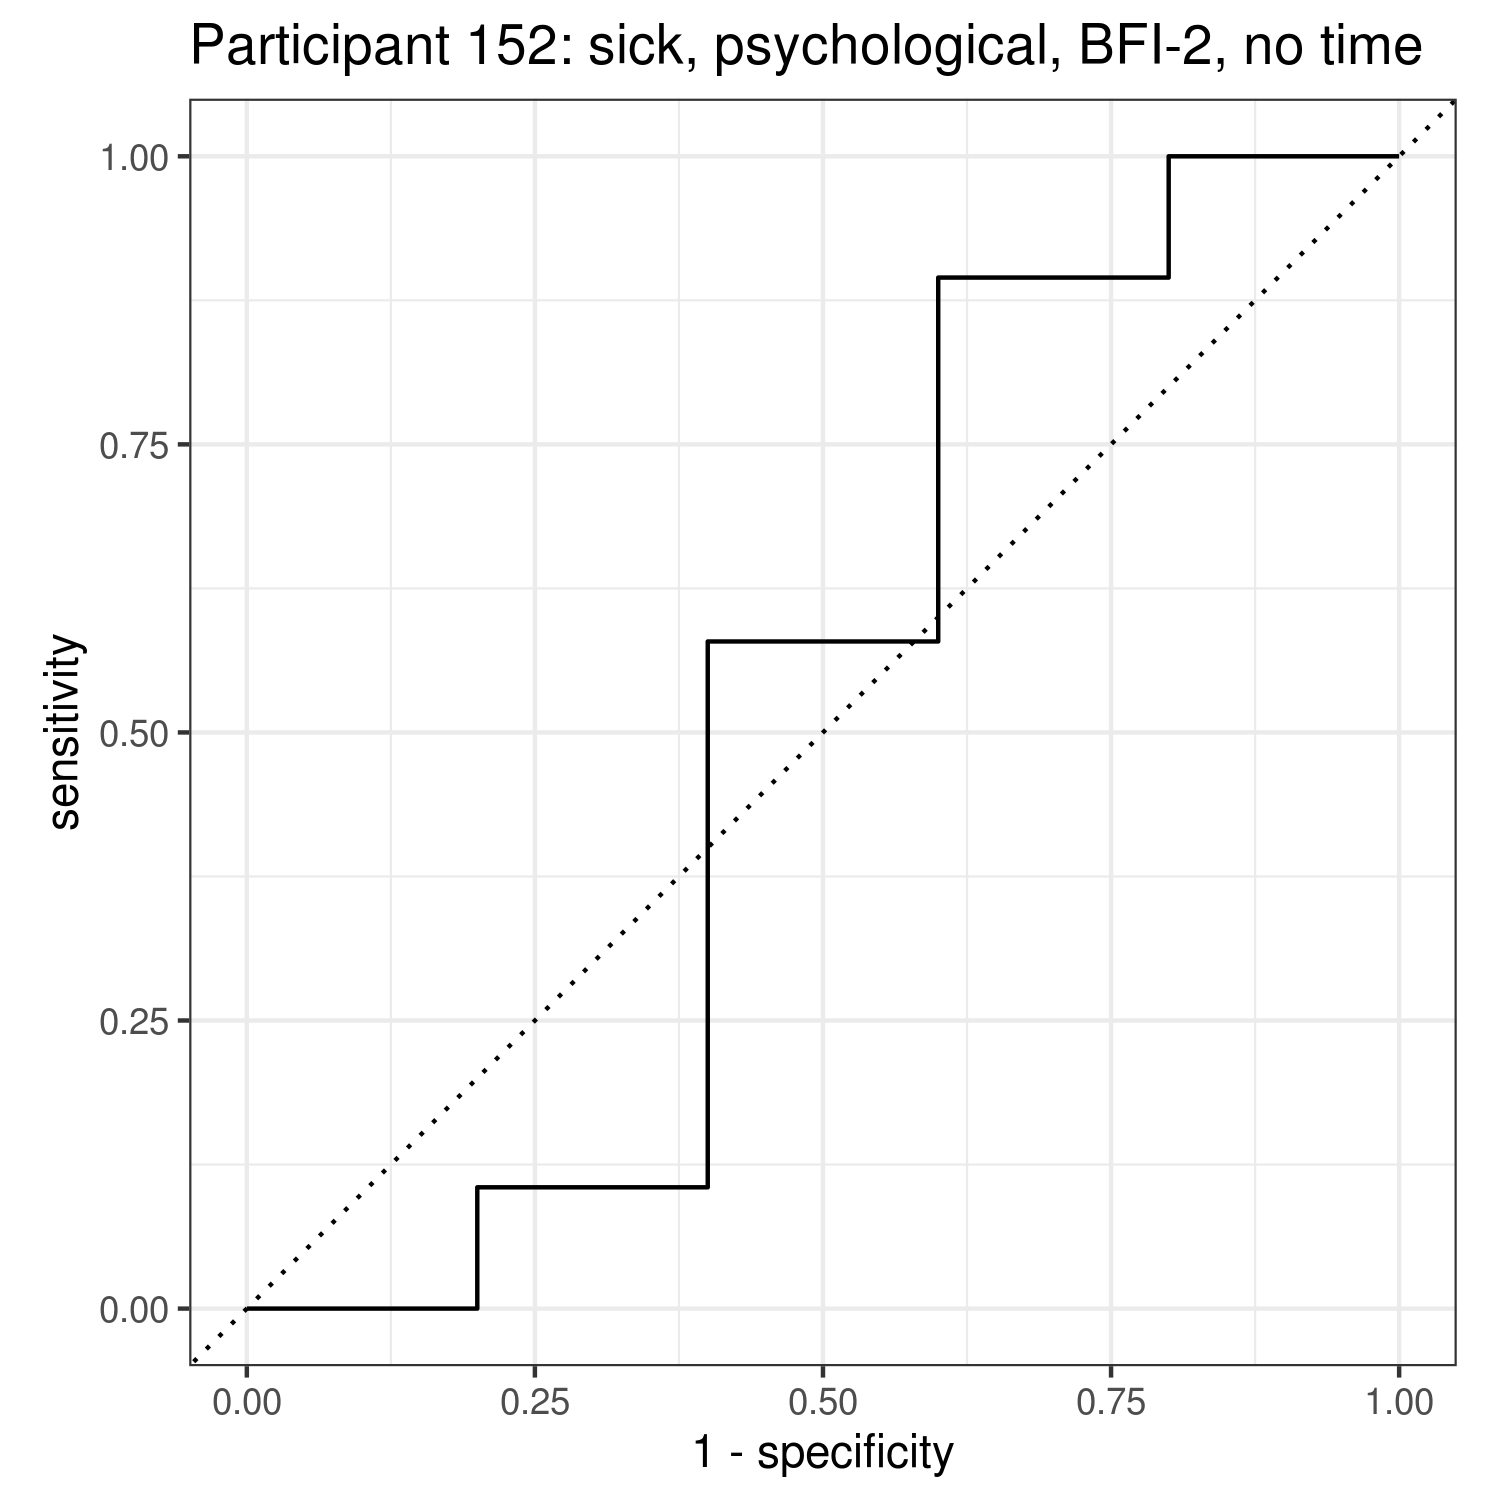 Participant 152: sick, psychological, BFI-2, no time
1.00
0.75
0.50
0.25
0.00
sensitivity
0.00 0.25 0.50 0.75 1.00
1 - specificity